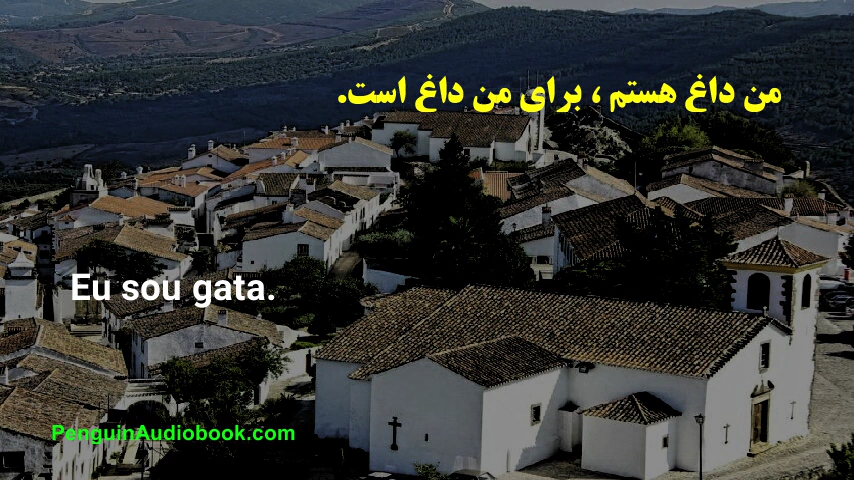 من داغ هستم ، برای من داغ است.
Eu sou gata.
PenguinAudiobook.com